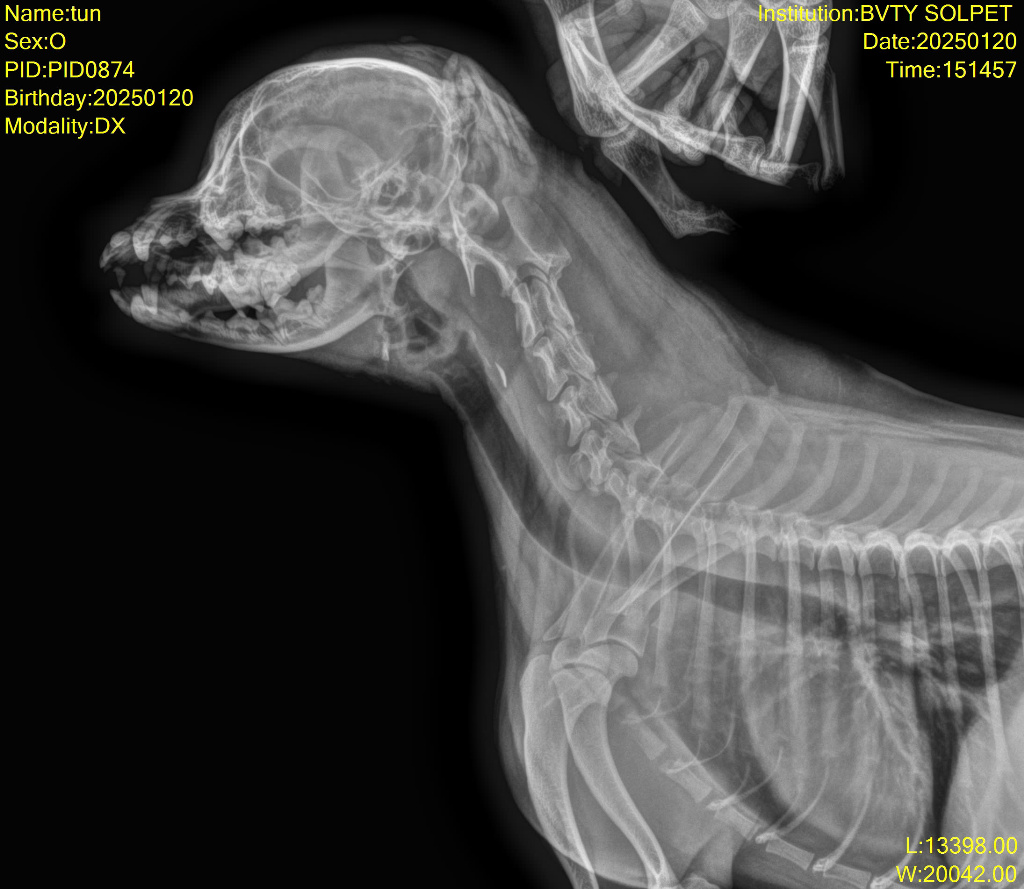 Name:tun
Sex:O
PID:PID0874
Birthday:20250120
Modality:DX
Institution:BVTY SOLPET
Date:20250120
Time:151457
L:13398.00
W:20042.00